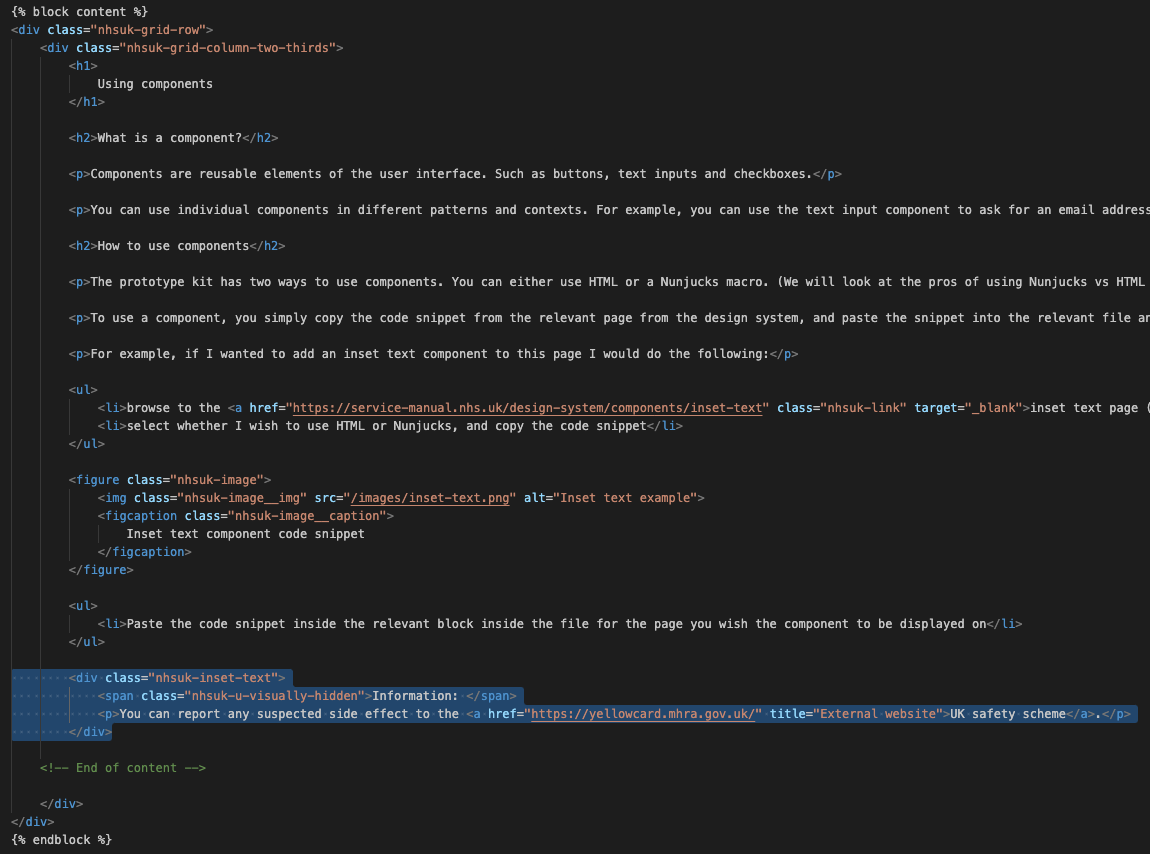 {% block content %}
<div class="nhsuk-grid-row">
<div class="nhsuk-grid-column-two-thirds">
<h1>
Using components
</h1>
<h2>What is a component?</h2>
<p>Components are reusable elements of the user interface. Such as buttons, text inputs and checkboxes.</p>
<p>You can use individual components in different patterns and contexts. For example, you can use the text input component to ask for an email address
<h2>How to use components</h2>
<p>The prototype kit has two ways to use components. You can either use HTML or a Nunjucks macro. (We will look at the pros of using Nunjucks vs HTML
<p>To use a component, you simply copy the code snippet from the relevant page from the design system, and paste the snippet into the relevant file
<p>For example, if I wanted to add an inset text component to this page I would do the following:</p>
<ul>
<li>browse to the <a href="https://service-manual.nhs.uk/design-system/components/inset-text" class="nhsuk-link" target="_blank">inset text page (
<li>select whether I wish to use HTML or Nunjucks, and copy the code snippet</li>
</ul>
<figure class="nhsuk-image">
<img class="nhsuk-image__img" src="/images/inset-text.png" alt="Inset text example">
<figcaption class="nhsuk-image__caption">
Inset text component code snippet
</figcaption>
</figure>
<ul>
<li>Paste the code snippet inside the relevant block inside the file for the page you wish the component to be displayed on</li>
</ul>
<div class="nhsuk-inset-text">
<span class="nhsuk-u-visually-hidden">Information: </span>
<p>You can report any suspected side effect to the <a href="https://yellowcard.mhra.gov.uk/" title="External website">UK safety scheme</a>.</p>
</div>
<!-- End of content -->
</div>
</div>
{% endblock %}